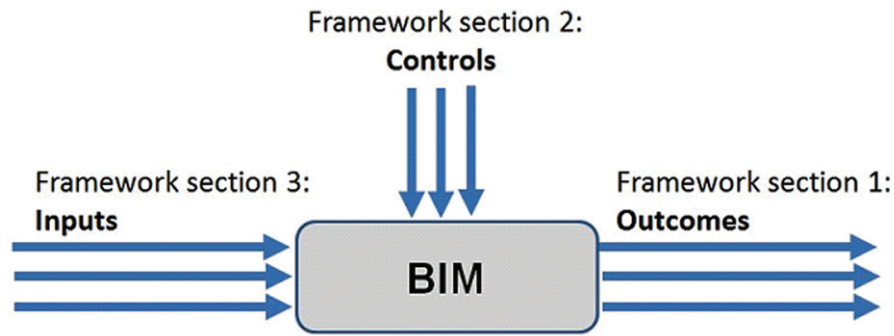 Framework section 2:
Controls
Framework section 3:
Inputs
Framework section 1:
Outcomes
BIM